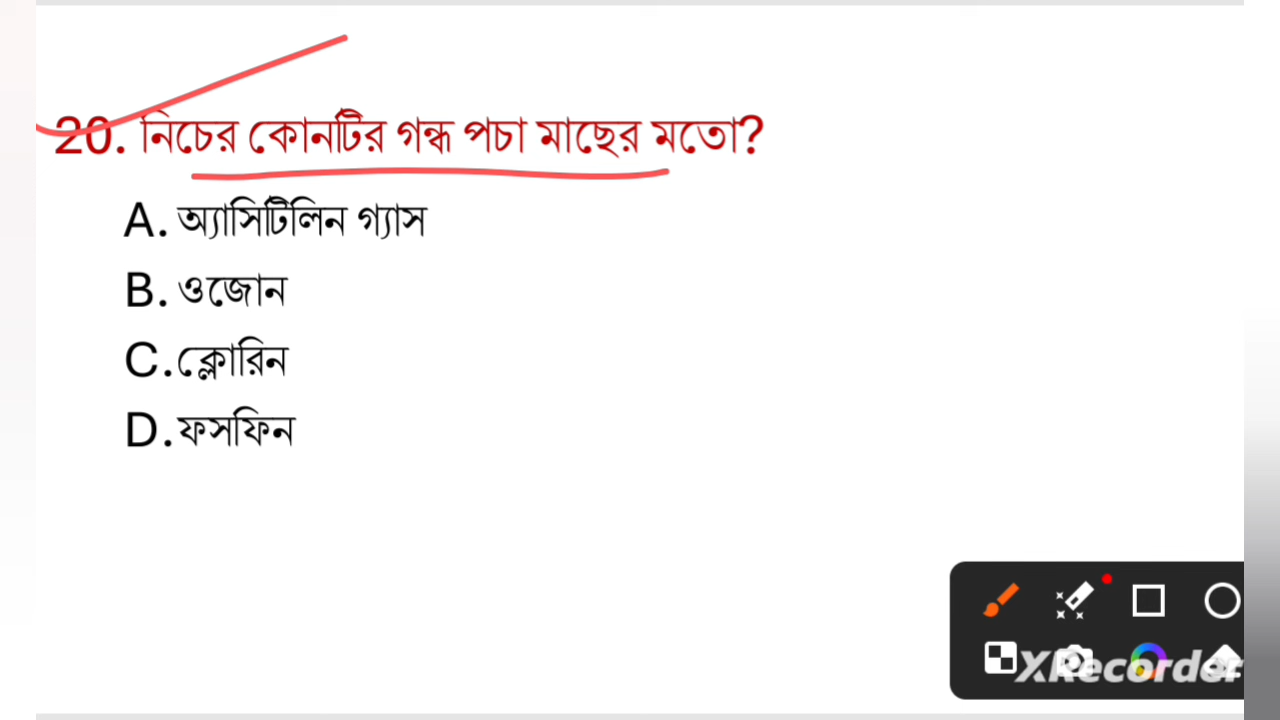 20. নিচের কোনটির গন্ধ পচা মাছের মতো?
A. অ্যাসিটিলিন গ্যাস
B. ওজোন
C.ক্লোরিন
D.ফসফিন
XRecorder